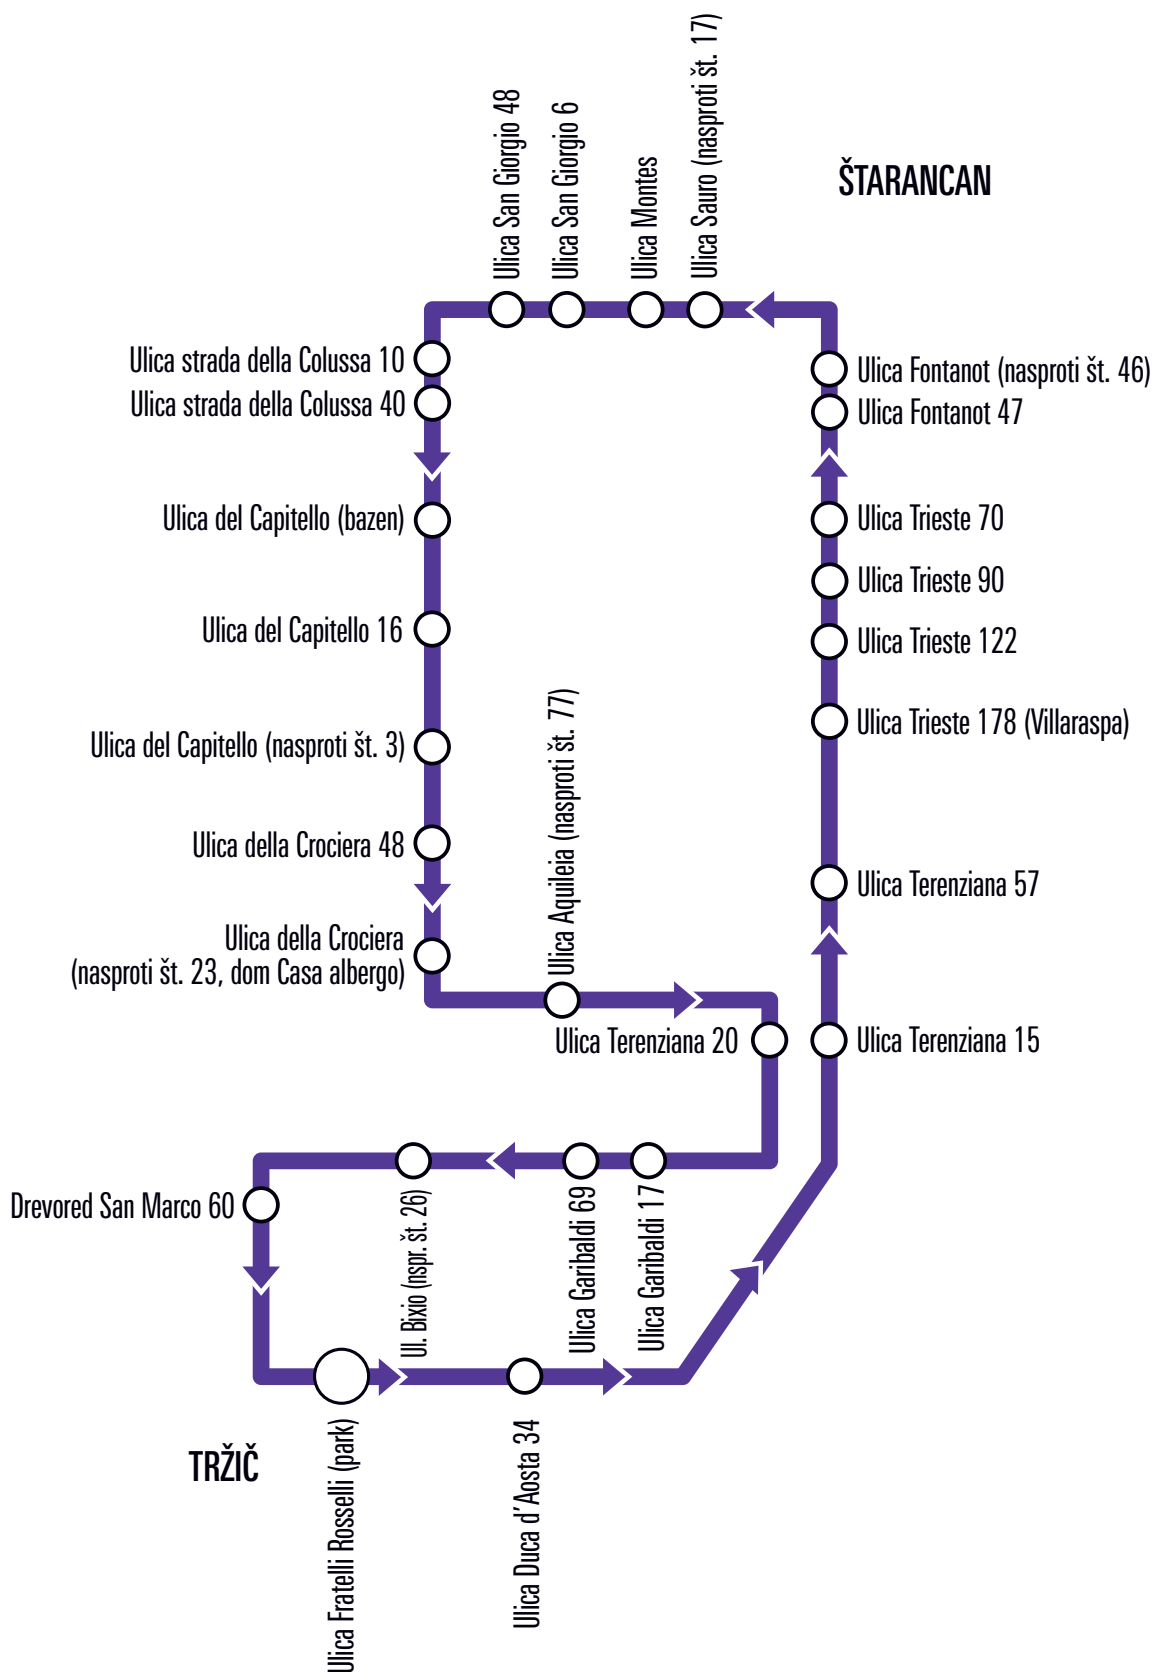 Ulica San Giorgio 48
Ulica San Giorgio 6
Ulica Montes
Ulica Sauro (nasproti št. 17)
ŠTARANCAN
Ulica strada della Colussa 10
Ulica strada della Colussa 40
Ulica Fontanot (nasproti št. 46)
Ulica Fontanot 47
Ulica del Capitello (bazen)
Ulica Trieste 70
Ulica Trieste 90
Ulica del Capitello 16
Ulica Trieste 122
Ulica Trieste 178 (Villaraspa)
Ulica del Capitello (nasproti št. 3)
Ulica della Crociera 48
Ulica Aquileia (nasproti št. 77)
Ulica Terenziana 57
Ulica della Crociera
(nasproti št. 23, dom Casa albergo)
Ulica Terenziana 20
Ulica Terenziana 15
Drevored San Marco 60
Ul. Bixio (nspr. št. 26)
Ulica Garibaldi 69
Ulica Garibaldi 17
TRŽIČ
Ulica Fratelli Rosselli (park)
Ulica Duca d'Aosta 34